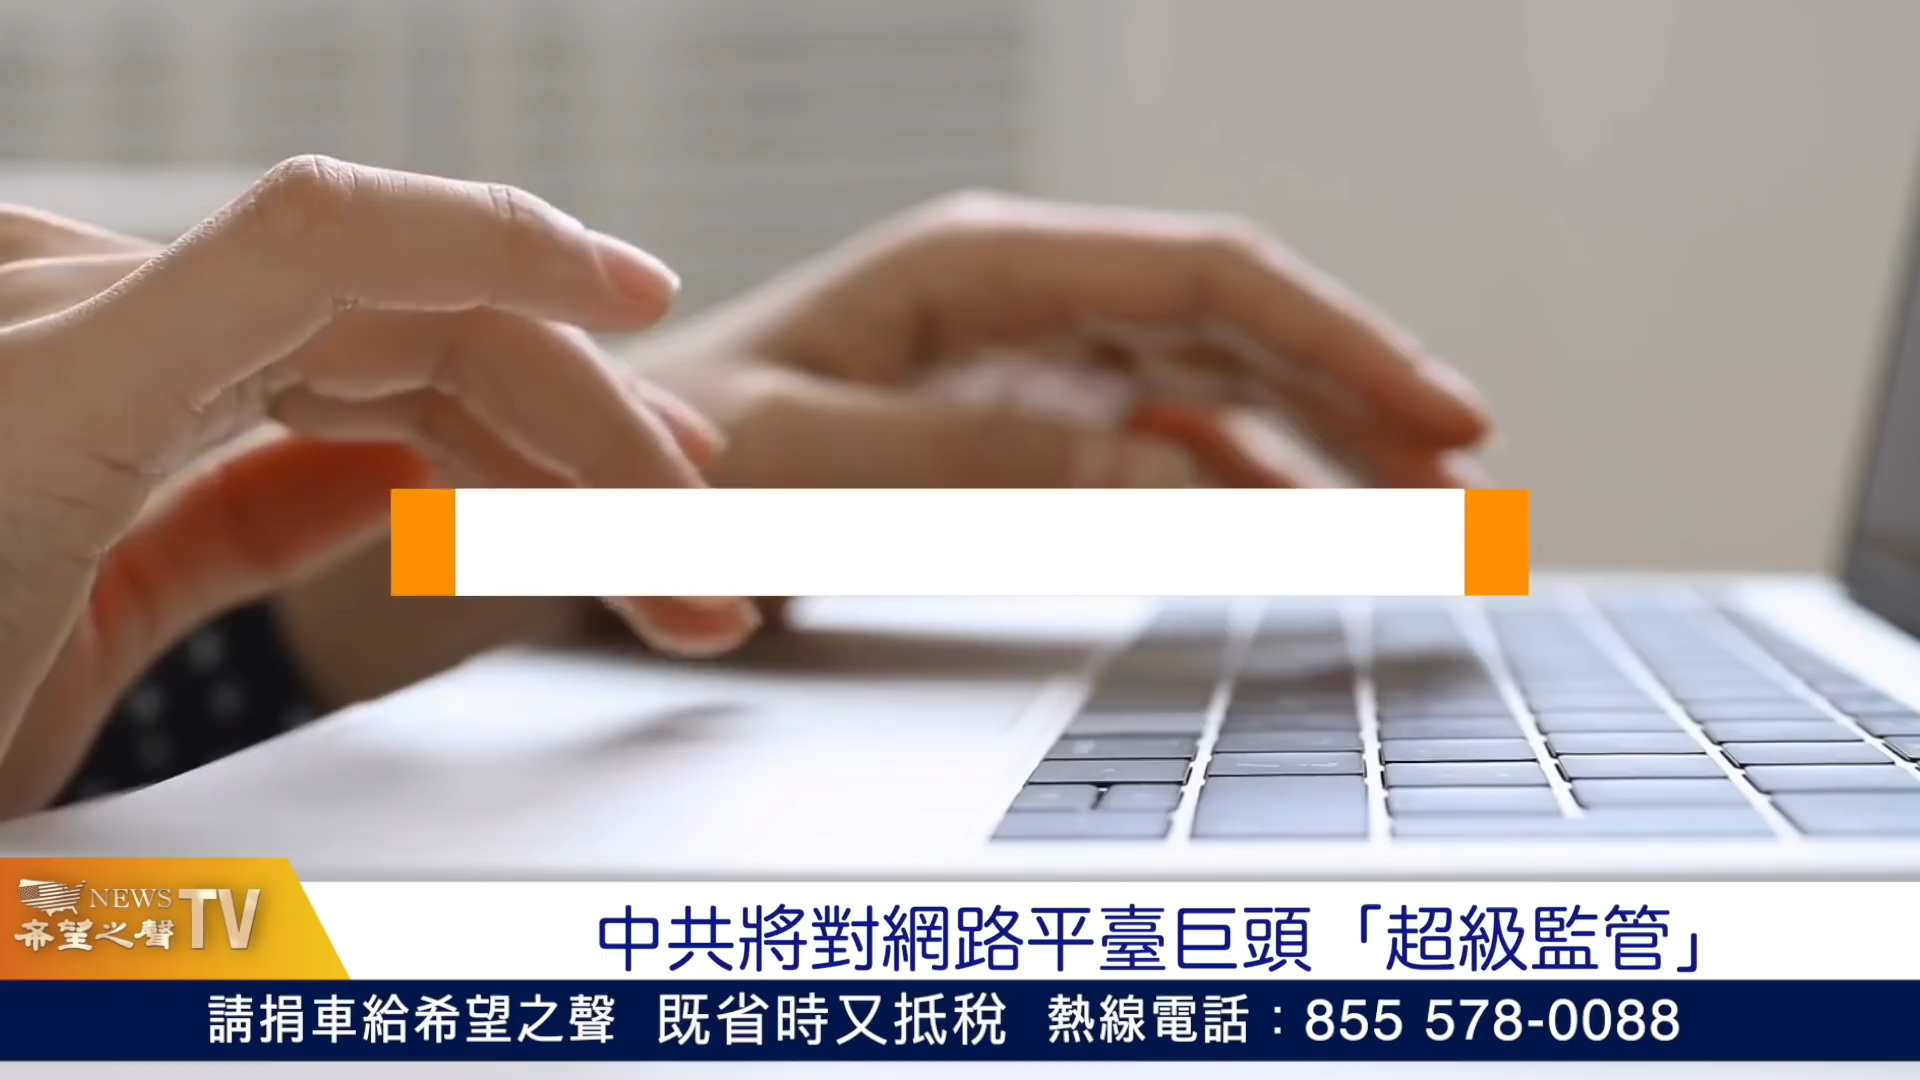 NEWS
希望之聲 TV
中共將對網路平臺巨頭「超級監管」
請捐車給希望之聲 既省時又抵稅 熱線電話：855 578-0088